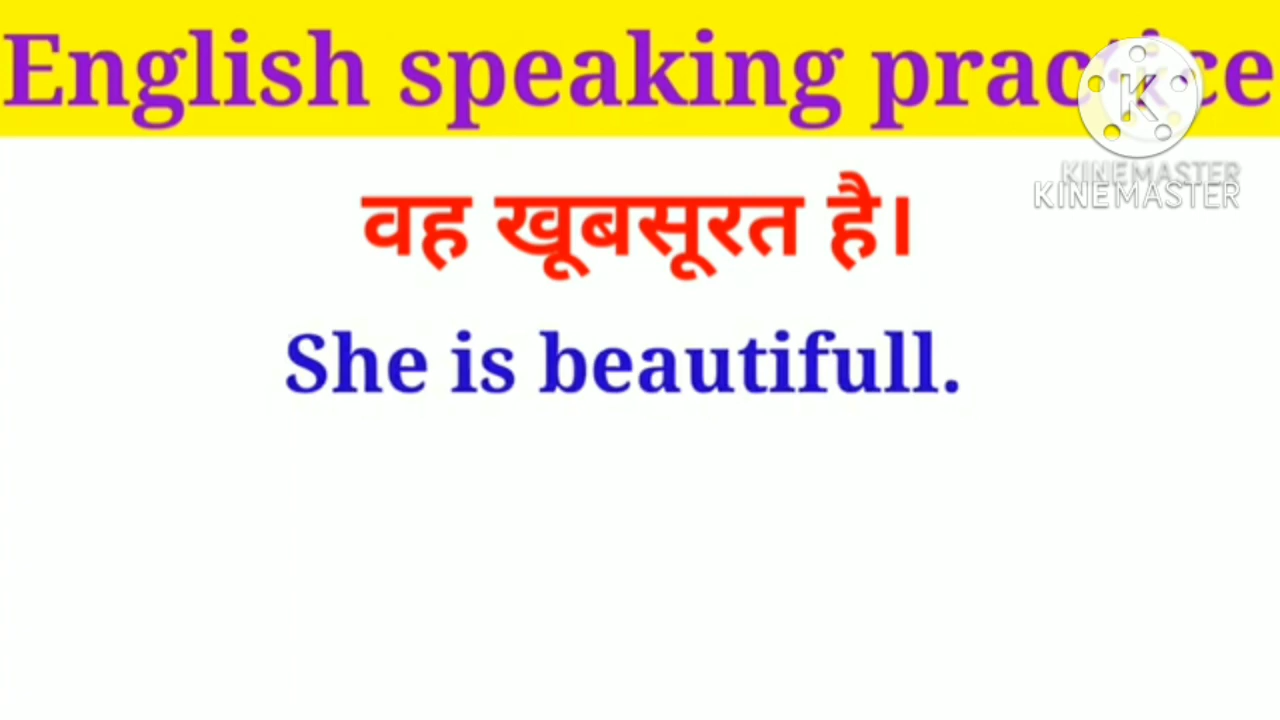 English speaking practice
K
KINEMASTER
KINEMASTER
वह खूबसूरत है।
She is beautifull.